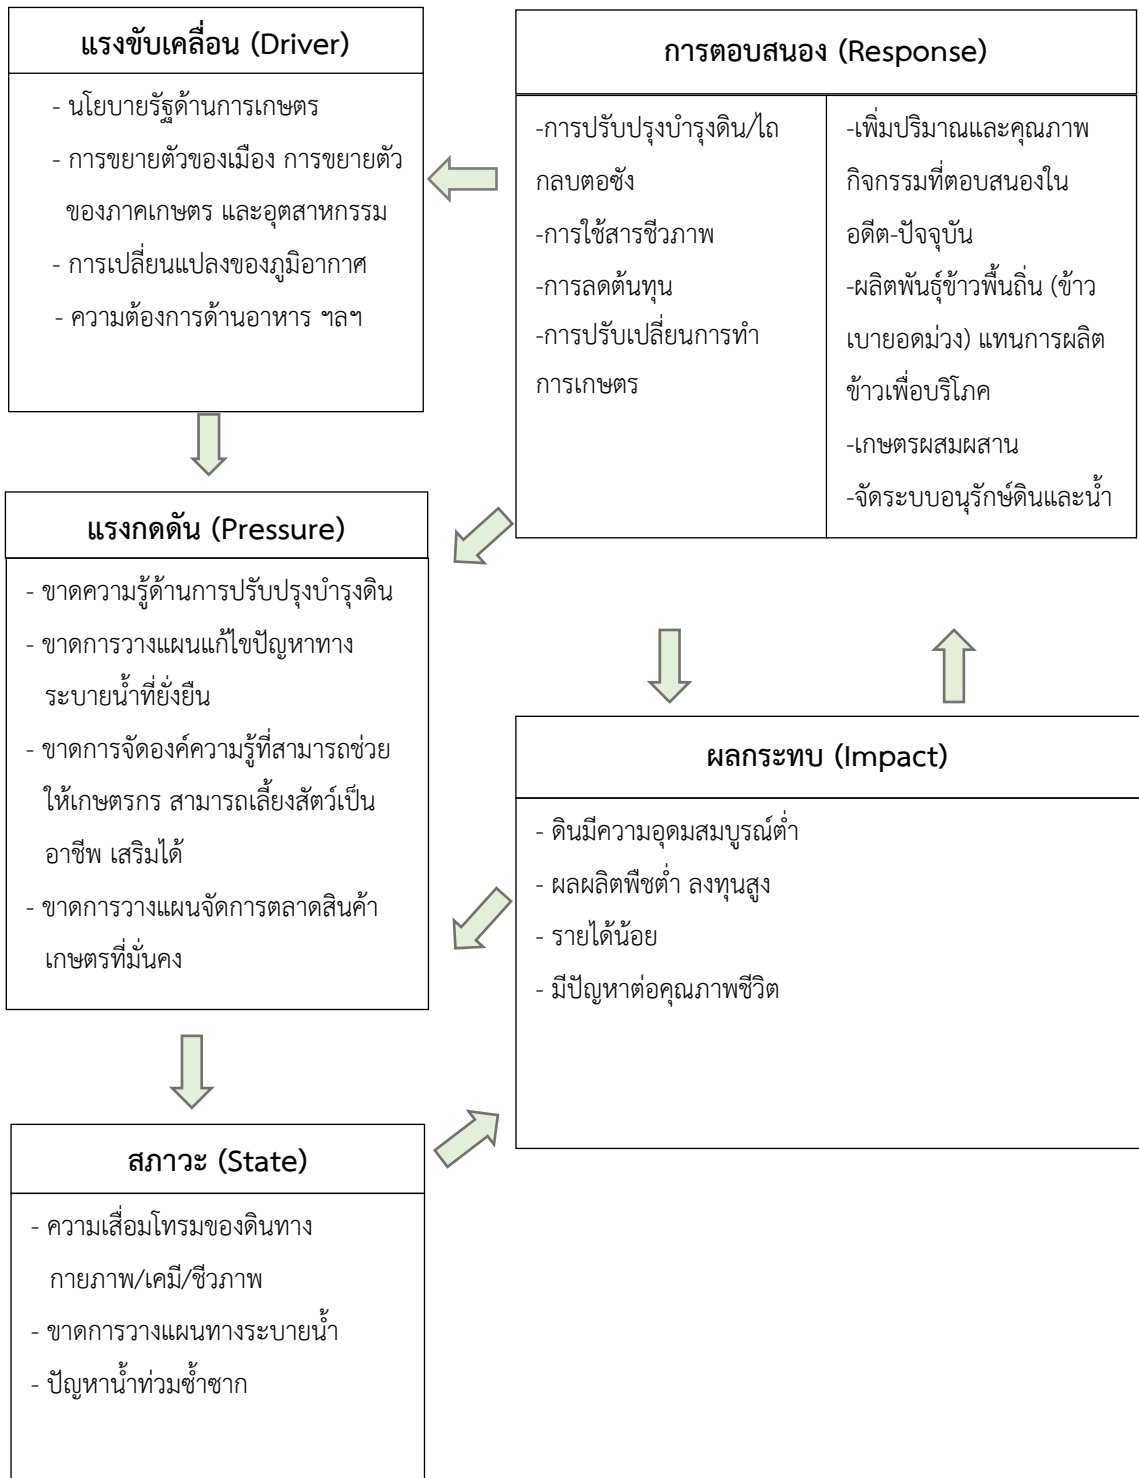 แรงขับเคลื่อน (Driver)
- นโยบายรัฐด้านการเกษตร
- การขยายตัวของเมือง การขยายตัว
ของภาคเกษตร และอุตสาหกรรม
- การเปลี่ยนแปลงของภูมิอากาศ
- ความต้องการด้านอาหาร ฯลฯ
การตอบสนอง (Response)
-การปรับปรุงบำรุงดิน/ไถ
กลบตอซัง
-การใช้สารชีวภาพ
-การลดต้นทุน
-การปรับเปลี่ยนการทำ
การเกษตร
-เพิ่มปริมาณและคุณภาพ
กิจกรรมที่ตอบสนองใน
อดีต-ปัจจุบัน
-ผลิตพันธุ์ข้าวพื้นถิ่น (ข้าว
เบายอดม่วง) แทนการผลิต
ข้าวเพื่อบริโภค
-เกษตรผสมผสาน
-จัดระบบอนุรักษ์ดินและน้ำ
แรงกดดัน (Pressure)
- ขาดความรู้ด้านการปรับปรุงบำรุงดิน
- ขาดการวางแผนแก้ไขปัญหาทาง
ระบายน้ำที่ยั่งยืน
- ขาดการจัดองค์ความรู้ที่สามารถช่วย
ให้เกษตรกร สามารถเลี้ยงสัตว์เป็น
อาชีพ เสริมได้
- ขาดการวางแผนจัดการตลาดสินค้า
เกษตรที่มั่นคง
ผลกระทบ (Impact)
- ดินมีความอุดมสมบูรณ์ต่ำ
- ผลผลิตพืชต่ำ ลงทุนสูง
- รายได้น้อย
- มีปัญหาต่อคุณภาพชีวิต
สภาวะ (State)
- ความเสื่อมโทรมของดินทาง
กายภาพ/เคมี/ชีวภาพ
- ขาดการวางแผนทางระบายน้ำ
- ปัญหาน้ำท่วมซ้ำซาก